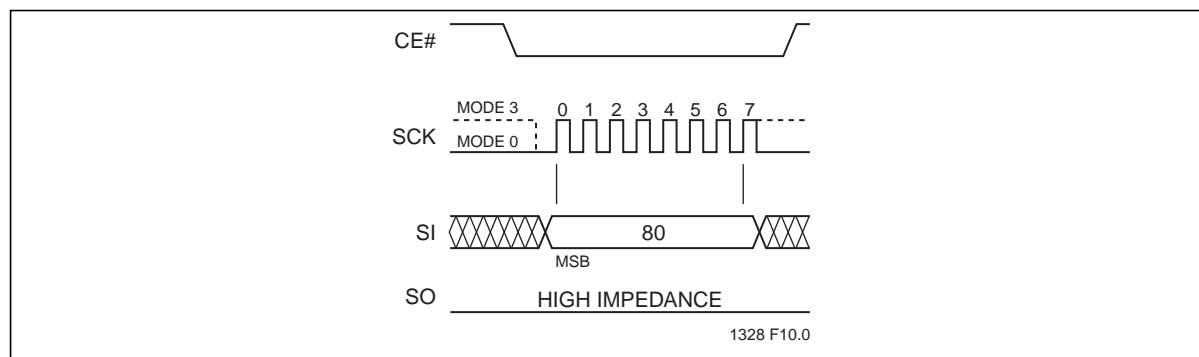 CE#
MODE 3 0 1 2 3 4 5 6 7
SCK
MODE 0
SI 80
MSB
SO HIGH IMPEDANCE
1328 F10.0